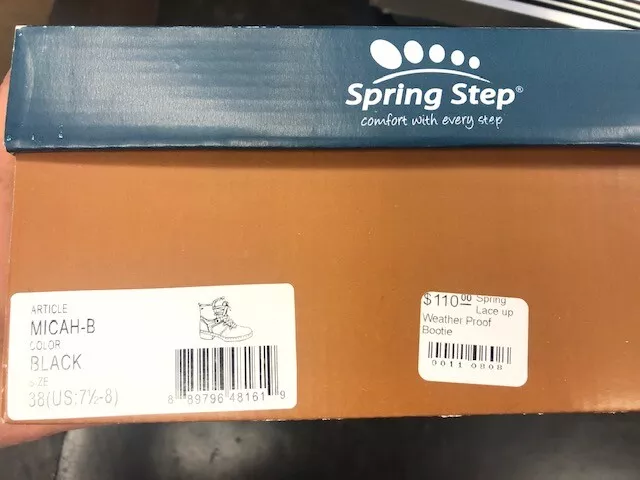 Spring Step®
comfort with every step
ARTICLE
MICAH-B
COLOR
BLACK
SIZE
38(US:7½-8)
8 89796 48161 9
$110.00 Spring
Lace up
Weather Proof
Bootie
0011 0808